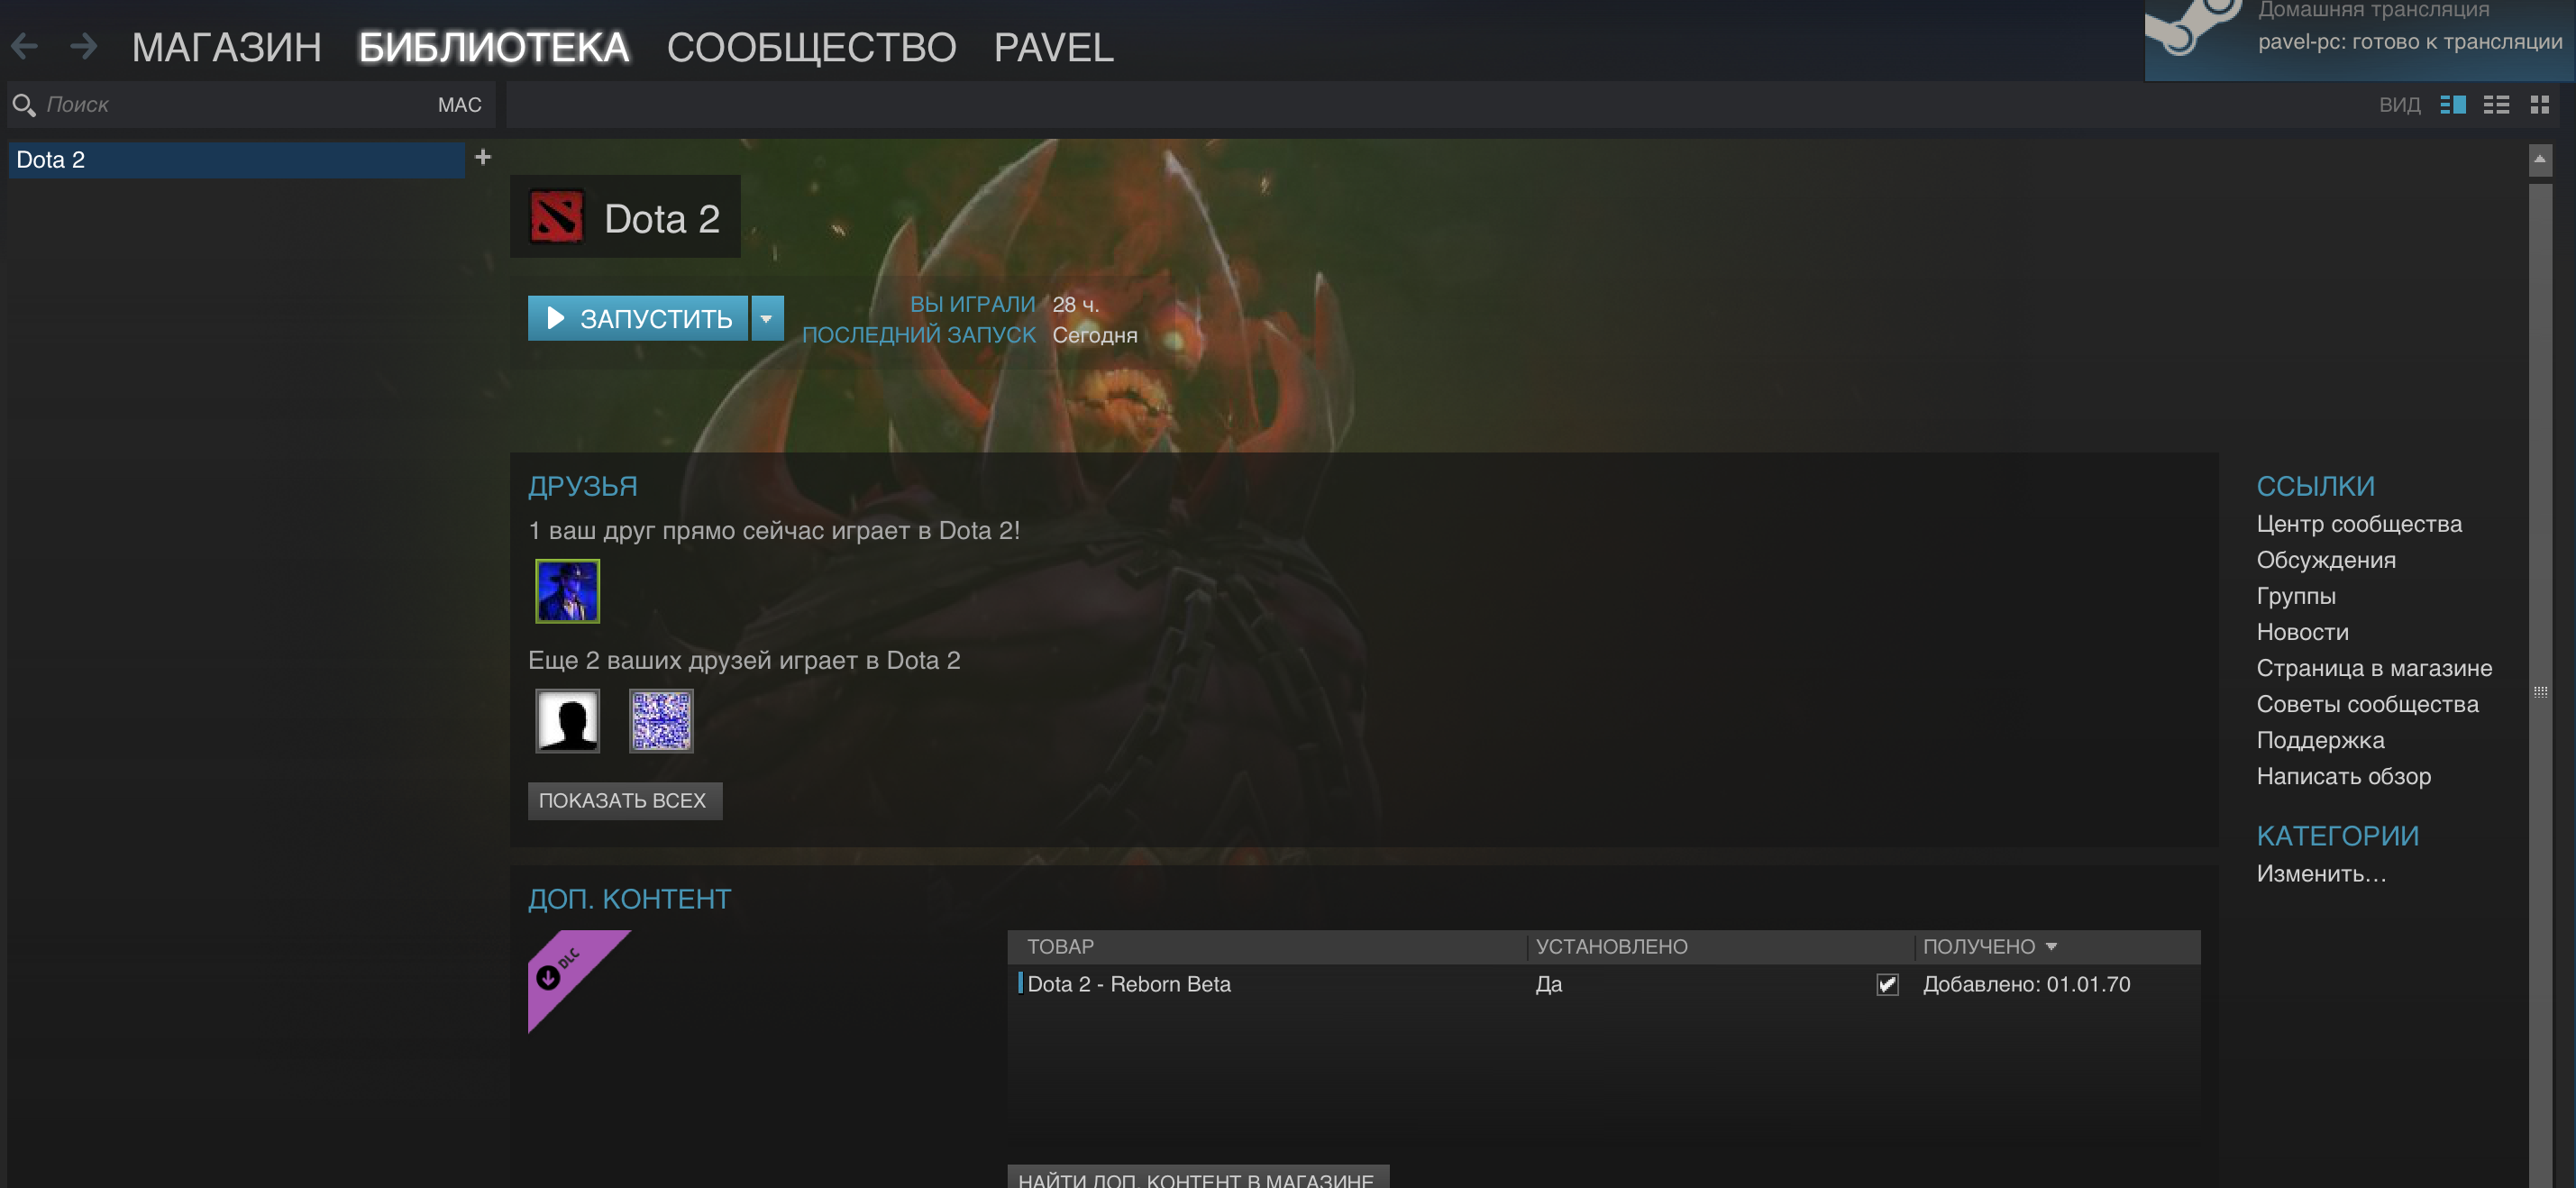 МАГАЗИН БИБЛИОТЕКА СООБЩЕСТВО PAVEL
Домашняя трансляция
pavel-pc: готово к трансляции
Поиск MAC ВИД
Dota 2 +
Dota 2
ЗАПУСТИТЬ
ВЫ ИГРАЛИ 28 ч.
ПОСЛЕДНИЙ ЗАПУСК Сегодня
ДРУЗЬЯ
1 ваш друг прямо сейчас играет в Dota 2!
Еще 2 ваших друзей играет в Dota 2
ПОКАЗАТЬ ВСЕХ
ССЫЛКИ
Центр сообщества
Обсуждения
Группы
Новости
Страница в магазине
Советы сообщества
Поддержка
Написать обзор
КАТЕГОРИИ
Изменить...
ДОП. КОНТЕНТ
DLC
ТОВАР УСТАНОВЛЕНО ПОЛУЧЕНО
Dota 2 - Reborn Beta Да Добавлено: 01.01.70
НАЙТИ ДОП. КОНТЕНТ В МАГАЗИНЕ